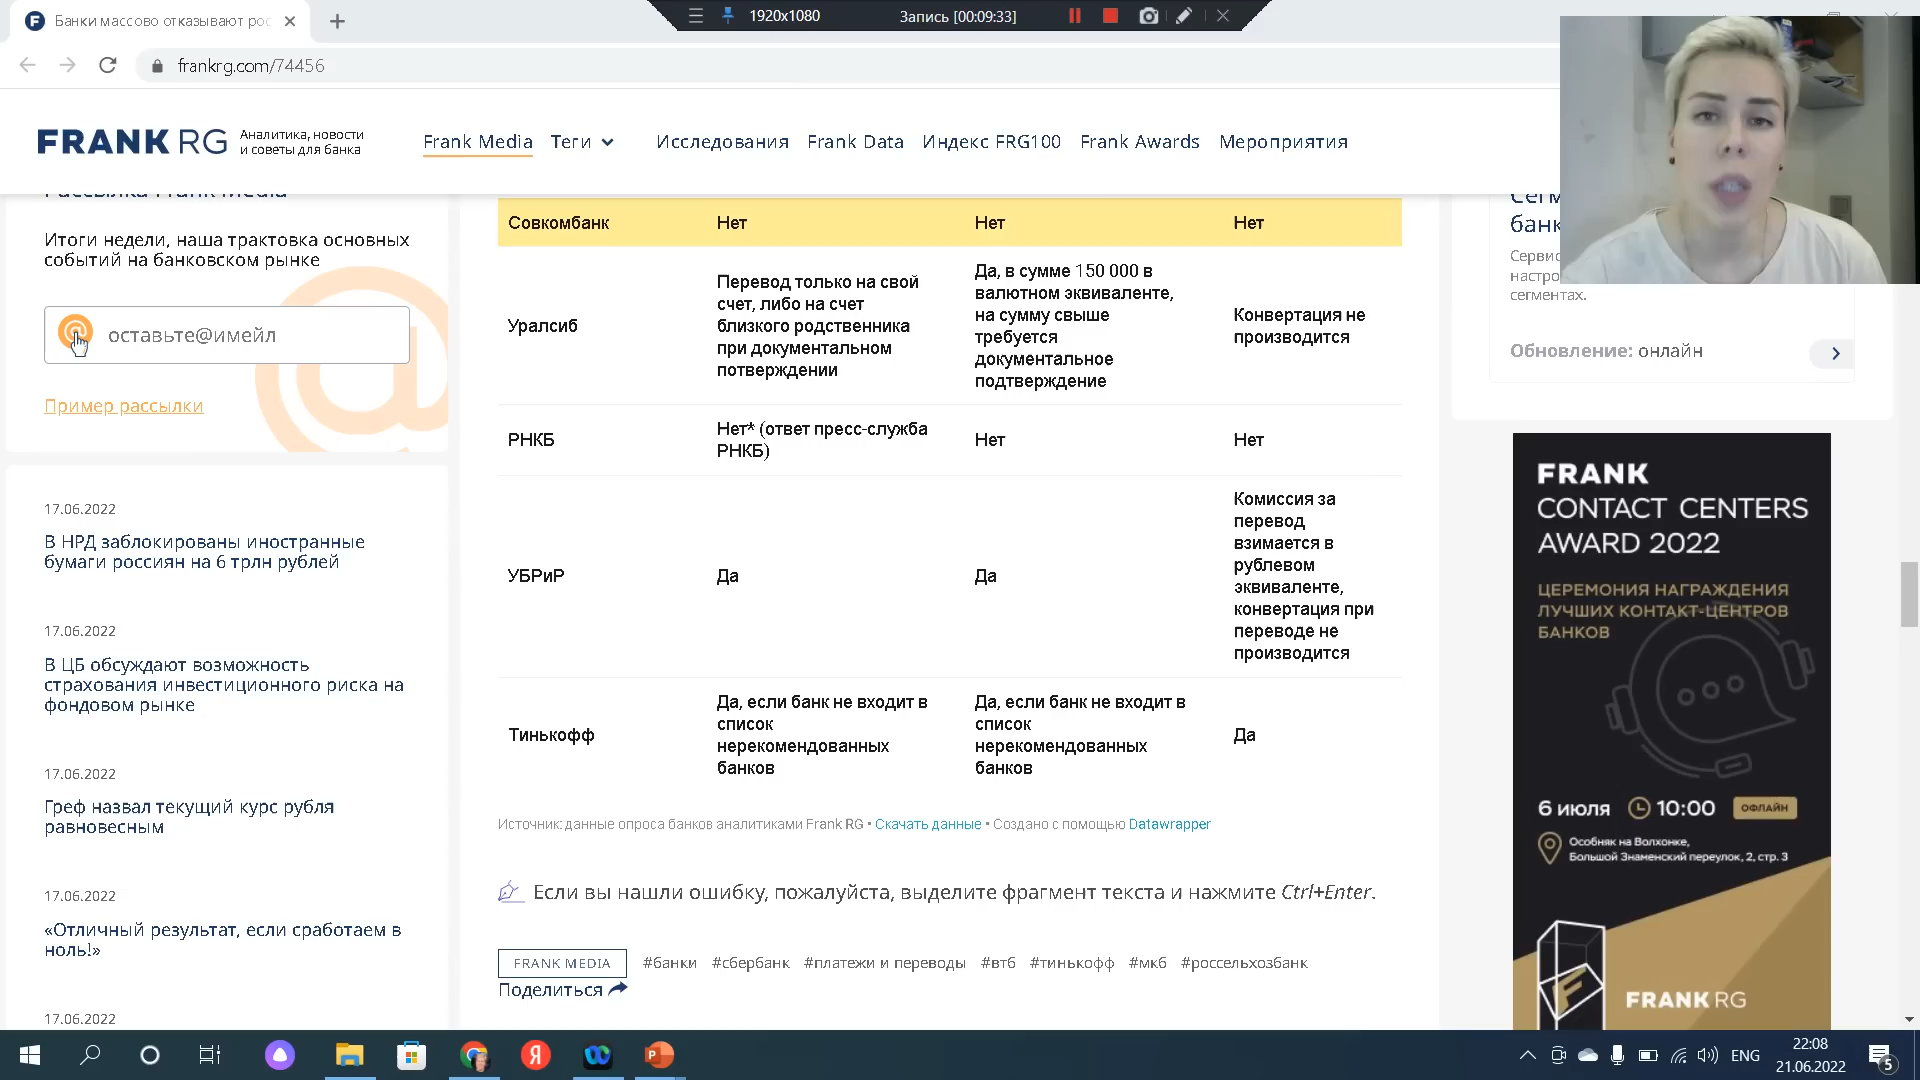 Банки массово отказывают рос
1920x1080
Запись [00:09:33]
frankrg.com/74456
FRANK RG
Аналитика, новости
и советы для банка
Frank Media
Теги
Исследования
Frank Data
Индекс FRG100
Frank Awards
Мероприятия
Рассылка Frank Media
Итоги недели, наша трактовка основных
событий на банковском рынке
оставьте@имейл
Пример рассылки
17.06.2022
В НРД заблокированы иностранные
бумаги россиян на 6 трлн рублей
17.06.2022
В ЦБ обсуждают возможность
страхования инвестиционного риска на
фондовом рынке
17.06.2022
Греф назвал текущий курс рубля
равновесным
17.06.2022
«Отличный результат, если сработаем в
ноль!»
17.06.2022
Совкомбанк
Нет
Нет
Нет
Уралсиб
Перевод только на свой
счет, либо на счет
близкого родственника
при документальном
потверждении
Да, в сумме 150 000 в
валютном эквиваленте,
на сумму свыше
требуется
документальное
подтверждение
Конвертация не
производится
РНКБ
Нет* (ответ пресс-служба
РНКБ)
Нет
Нет
УБРиР
Да
Да
Комиссия за
перевод
взимается в
рублевом
эквиваленте,
конвертация при
переводе не
производится
Тинькофф
Да, если банк не входит в
список
нерекомендованных
банков
Да, если банк не входит в
список
нерекомендованных
банков
Да
Источник: данные опроса банков аналитиками Frank RG • Скачать данные • Создано с помощью Datawrapper
Если вы нашли ошибку, пожалуйста, выделите фрагмент текста и нажмите Ctrl+Enter.
FRANK MEDIA
#банки #сбербанк #платежи и переводы #втб #тинькофф #мкб #россельхозбанк
Поделиться
банк
Сервис
настро
сегментах.
Обновление: онлайн
FRANK
CONTACT CENTERS
AWARD 2022
ЦЕРЕМОНИЯ НАГРАЖДЕНИЯ
ЛУЧШИХ КОНТАКТ-ЦЕНТРОВ
БАНКОВ
6 июля
10:00
ОФЛАЙН
Особняк на Волхонке,
Большой Знаменский переулок, 2, стр. 3
FRANK RG
ENG
22:08
21.06.2022
5